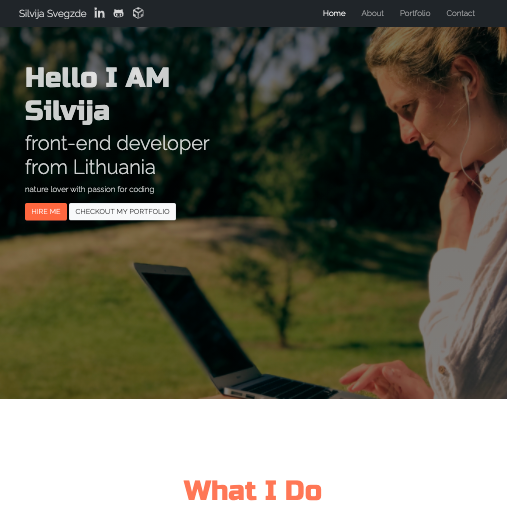 Silvija Svegzde
Home About Portfolio Contact
Hello I AM
Silvija
front-end developer
from Lithuania
nature lover with passion for coding
HIRE ME CHECKOUT MY PORTFOLIO
What I Do